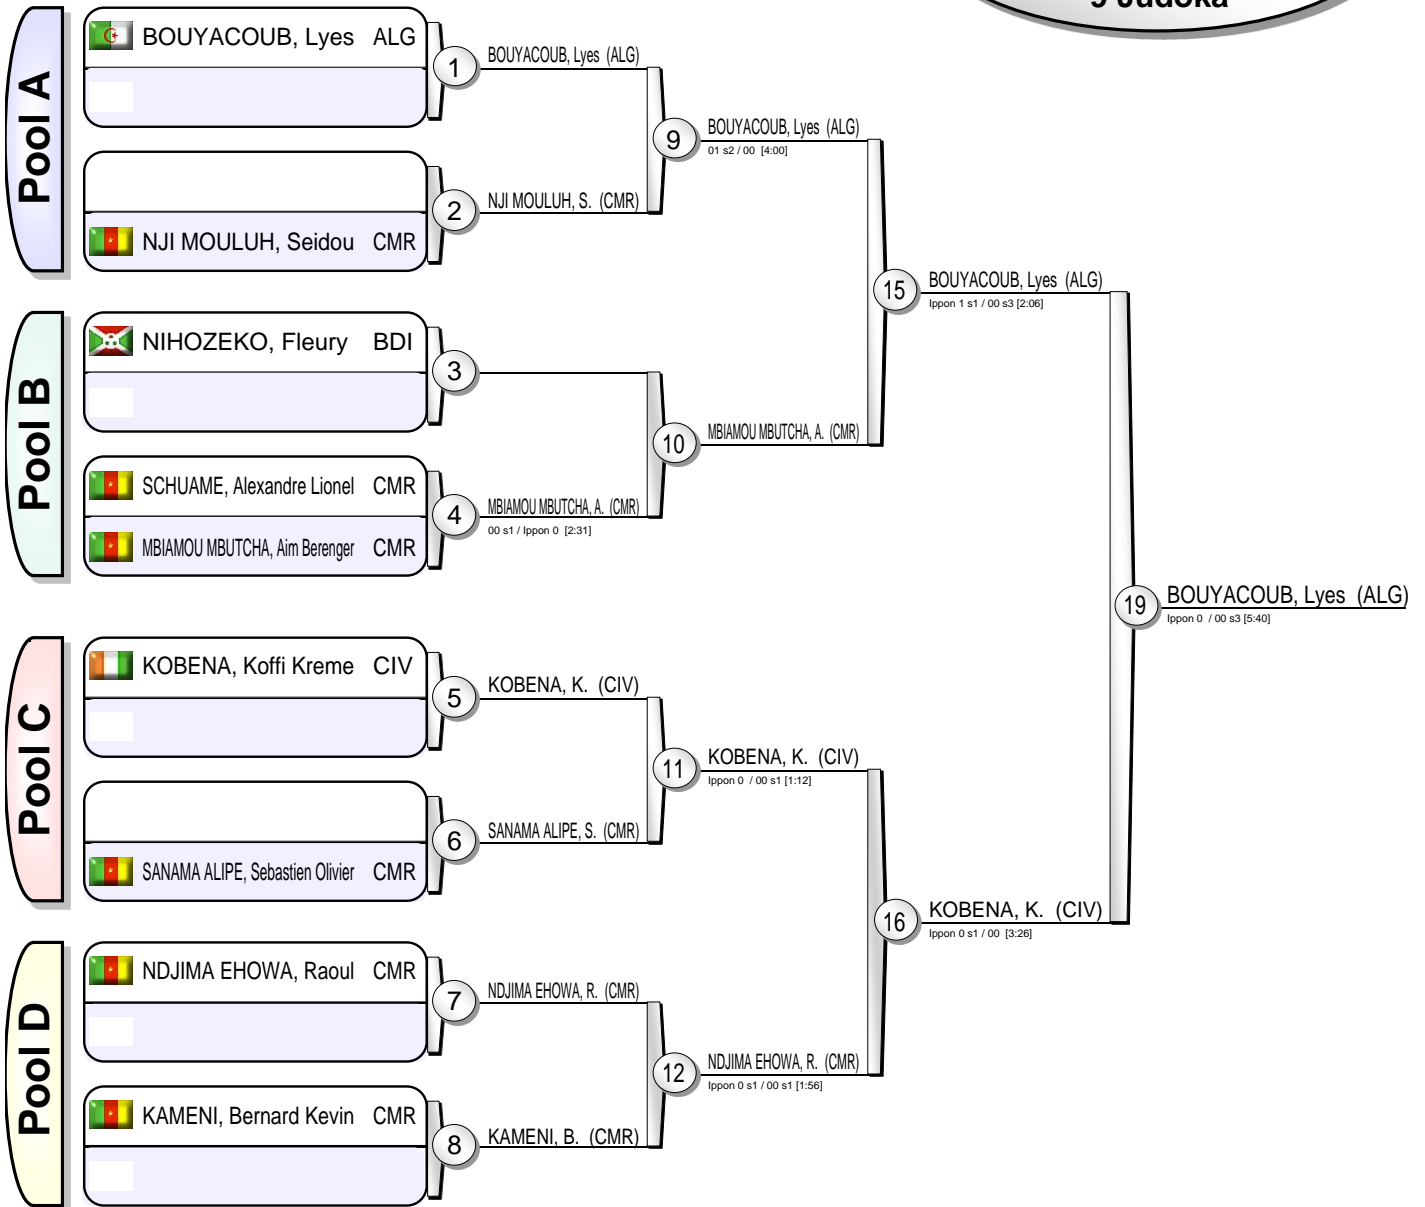 9 Judoka
Pool A
BOUYACOUB, Lyes ALG
NJI MOULUH, Seidou CMR
1
BOUYACOUB, Lyes (ALG)
2
NJI MOULUH, S. (CMR)
9
BOUYACOUB, Lyes (ALG)
01 s2 / 00 [4:00]
Pool B
NIHOZEKO, Fleury BDI
SCHUAME, Alexandre Lionel CMR
MBIAMOU MBUTCHA, Aim Berenger CMR
3
4
MBIAMOU MBUTCHA, A. (CMR)
00 s1 / Ippon 0 [2:31]
10
MBIAMOU MBUTCHA, A. (CMR)
15
BOUYACOUB, Lyes (ALG)
Ippon 1 s1 / 00 s3 [2:06]
Pool C
KOBENA, Koffi Kreme CIV
SANAMA ALIPE, Sebastien Olivier CMR
5
KOBENA, K. (CIV)
6
SANAMA ALIPE, S. (CMR)
11
KOBENA, K. (CIV)
Ippon 0 / 00 s1 [1:12]
Pool D
NDJIMA EHOWA, Raoul CMR
KAMENI, Bernard Kevin CMR
7
NDJIMA EHOWA, R. (CMR)
8
KAMENI, B. (CMR)
12
NDJIMA EHOWA, R. (CMR)
Ippon 0 s1 / 00 s1 [1:56]
16
KOBENA, K. (CIV)
Ippon 0 s1 / 00 [3:26]
19
BOUYACOUB, Lyes (ALG)
Ippon 0 / 00 s3 [5:40]